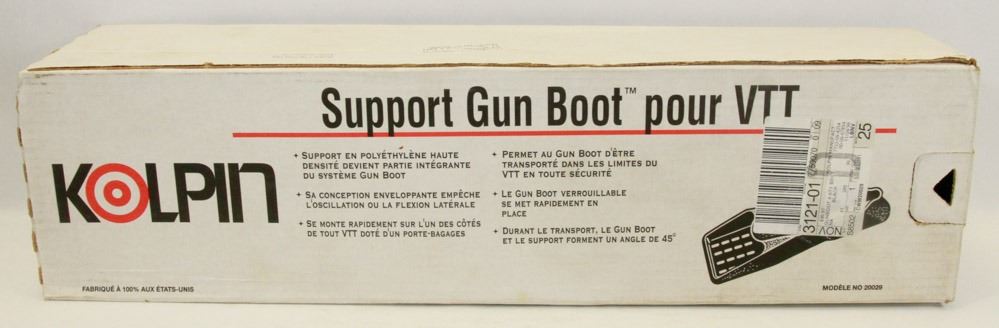 Support Gun Boot™ pour VTT
KOLPIN
+ SUPPORT EN POLYÉTHYLÈNE HAUTE
DENSITÉ DEVIENT PARTIE INTÉGRANTE
DU SYSTÈME GUN BOOT
+ SA CONCEPTION ENVELOPPANTE EMPÊCHE
L'OSCILLATION OU LA FLEXION LATÉRALE
+ SE MONTE RAPIDEMENT SUR L'UN DES CÔTÉS
DE TOUT VTT DOTÉ D'UN PORTE-BAGAGES
+ PERMET AU GUN BOOT D'ÊTRE
TRANSPORTÉ DANS LES LIMITES DU
VTT EN TOUTE SÉCURITÉ
+ LE GUN BOOT VERROUILLABLE
SE MET RAPIDEMENT EN
PLACE
+ DURANT LE TRANSPORT, LE GUN BOOT
ET LE SUPPORT FORMENT UN ANGLE DE 45°
3121-01
25
NOV
FABRIQUÉ À 100% AUX ÉTATS-UNIS
MODÈLE NO 20029